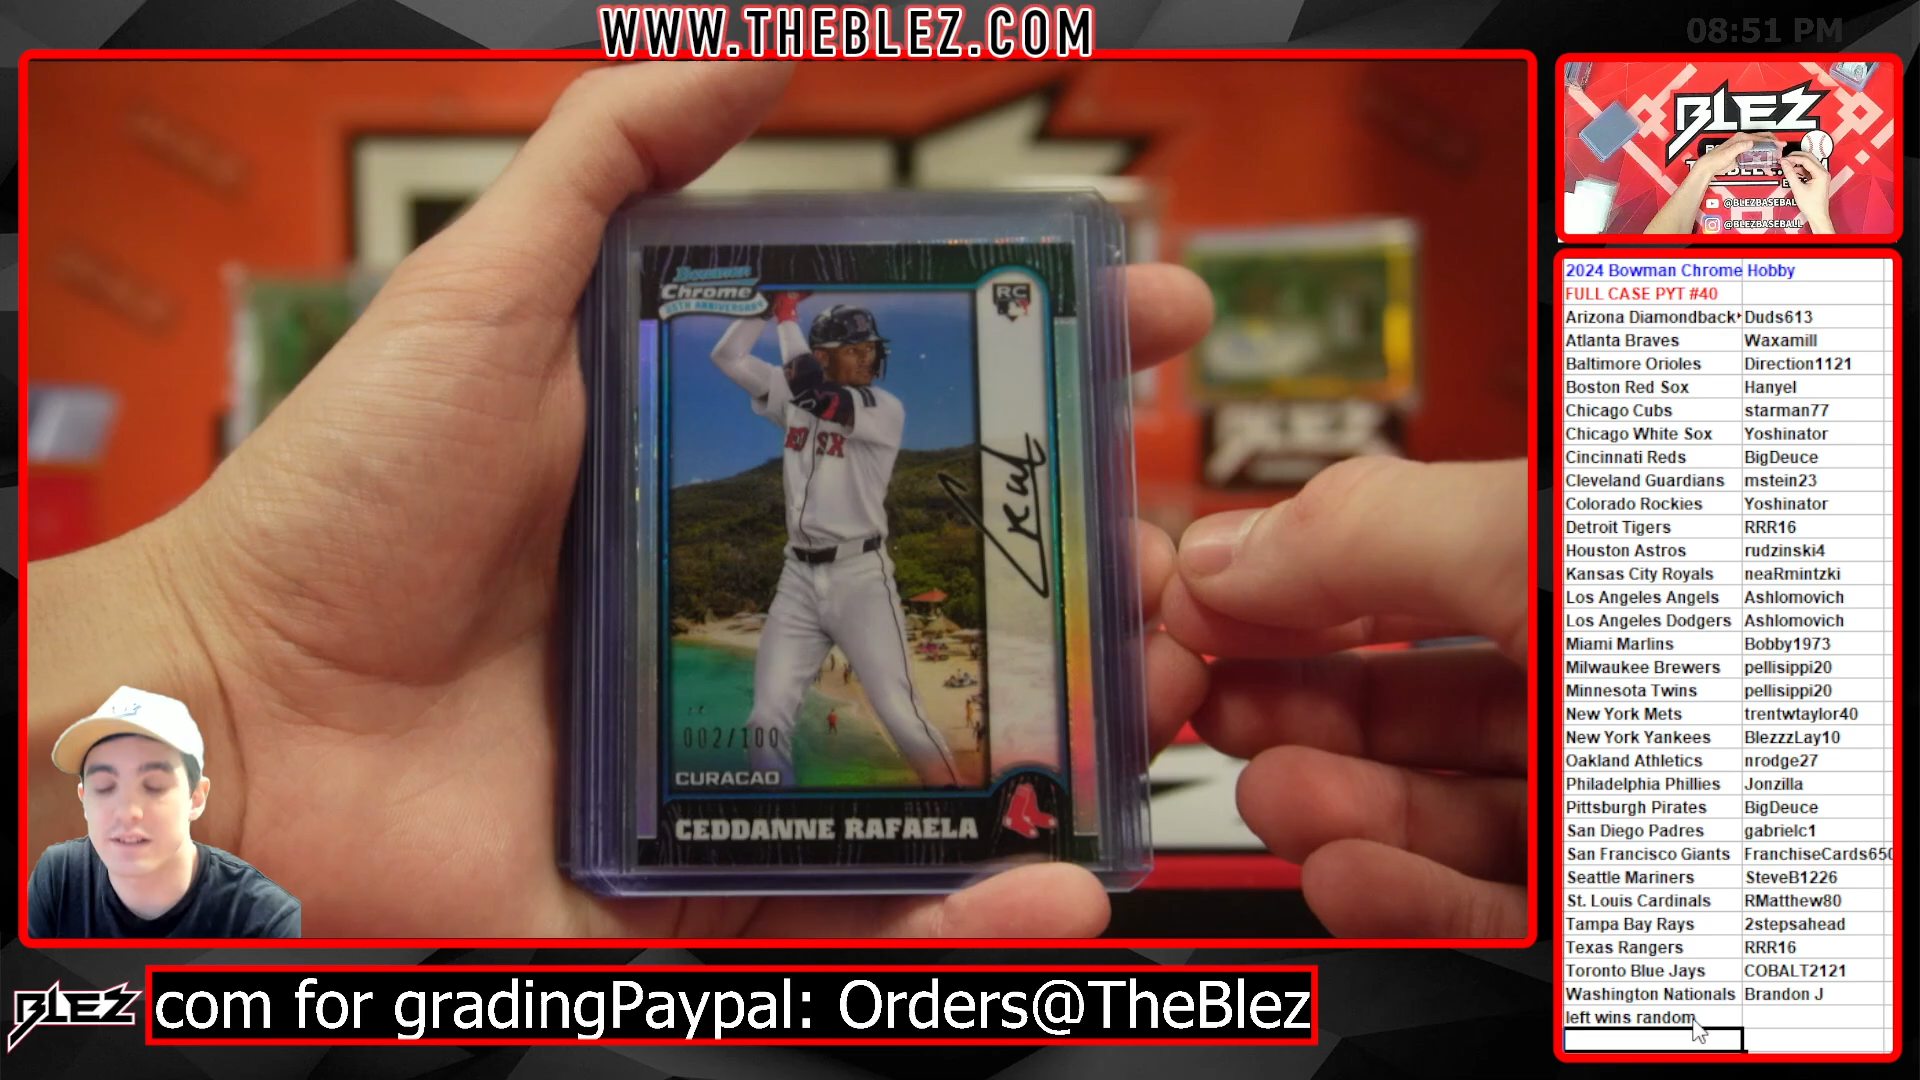 WWW.THEBLEZ.COM
08:51 PM
BLEZ
@BLEZBASEBALL
@BLEZBASEBALL
Bowman
Chrome
25TH ANNIVERSARY
RC
RED SOX
002/100
CURACAO
CEDDANNE RAFAELA
2024 Bowman Chrome Hobby
FULL CASE PYT #40
Arizona Diamondback Duds613
Atlanta Braves Waxamill
Baltimore Orioles Direction1121
Boston Red Sox Hanyel
Chicago Cubs starman77
Chicago White Sox Yoshinator
Cincinnati Reds BigDeuce
Cleveland Guardians mstein23
Colorado Rockies Yoshinator
Detroit Tigers RRR16
Houston Astros rudzinski4
Kansas City Royals neaRmintzki
Los Angeles Angels Ashlomovich
Los Angeles Dodgers Ashlomovich
Miami Marlins Bobby1973
Milwaukee Brewers pellisippi20
Minnesota Twins pellisippi20
New York Mets trentwtaylor40
New York Yankees BlezzzLay10
Oakland Athletics nrodge27
Philadelphia Phillies Jonzilla
Pittsburgh Pirates BigDeuce
San Diego Padres gabrielc1
San Francisco Giants FranchiseCards650
Seattle Mariners SteveB1226
St. Louis Cardinals RMatthew80
Tampa Bay Rays 2stepsahead
Texas Rangers RRR16
Toronto Blue Jays COBALT2121
Washington Nationals Brandon J
left wins random
BLEZ
com for gradingPaypal: Orders@TheBlez